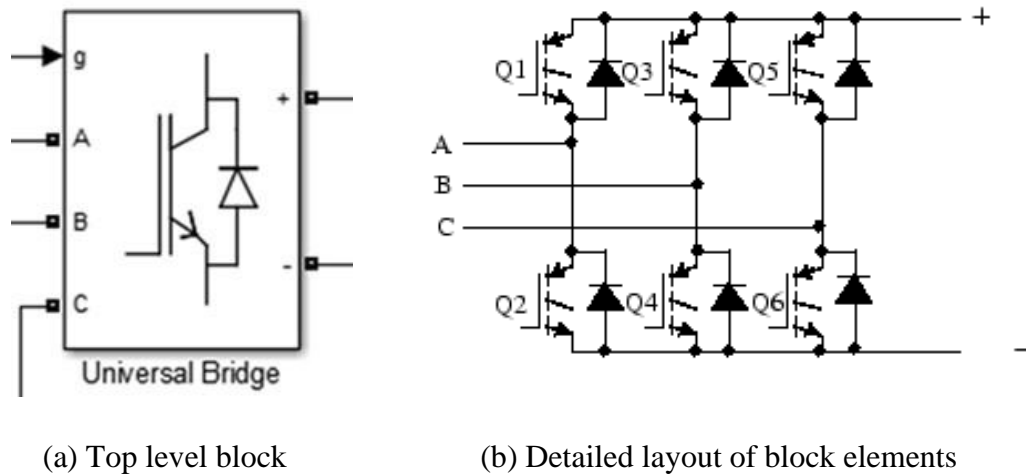 g
A
B
C
+
-
Universal Bridge
Q1
Q3
Q5
+
A
B
C
Q2
Q4
Q6
-
(a) Top level block
(b) Detailed layout of block elements